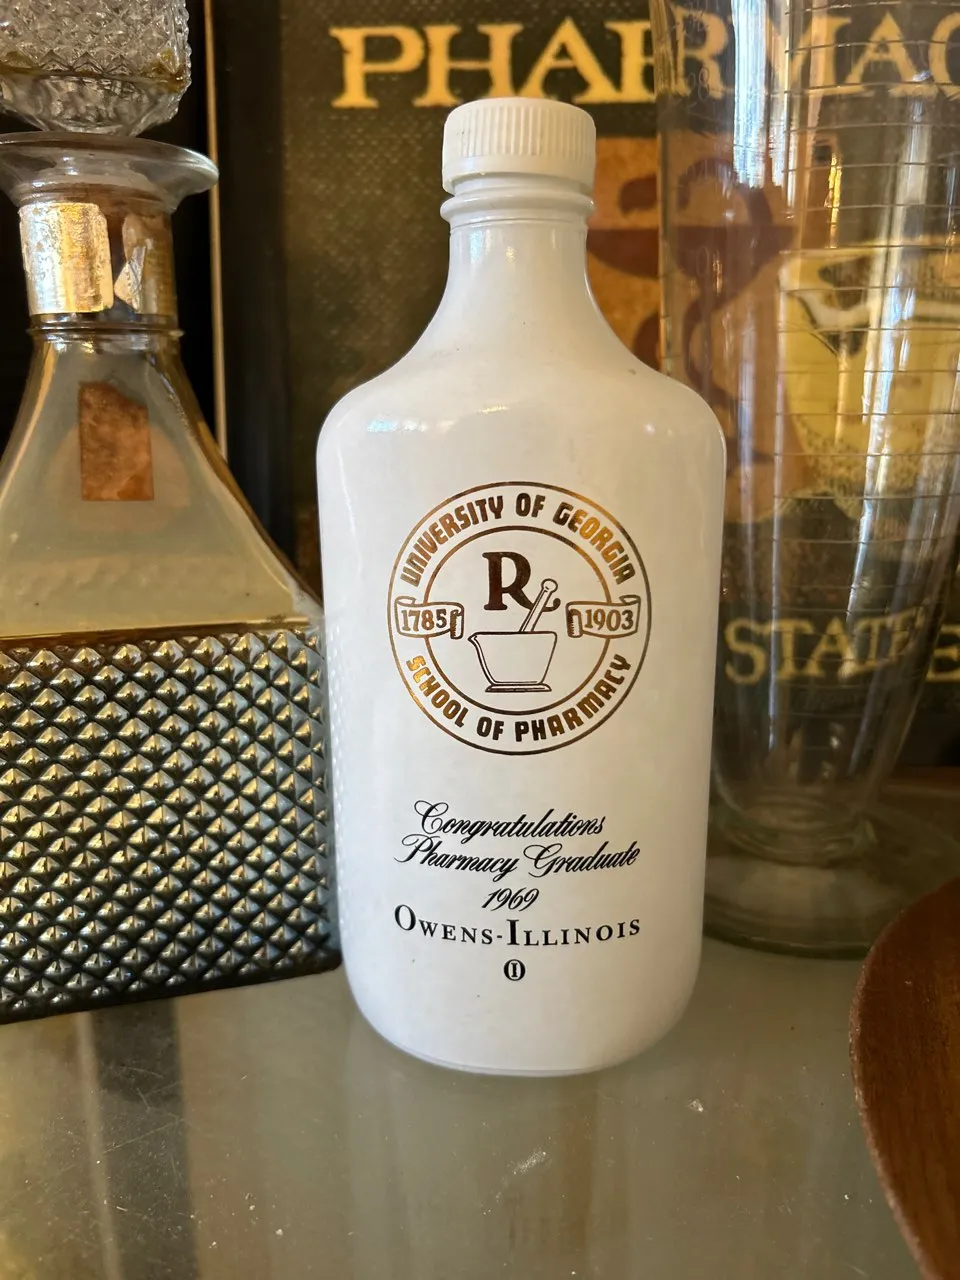 PHARMAC
UNIVERSITY OF GEORGIA
R
1785
1903
SCHOOL OF PHARMACY
STATE
Congratulations
Pharmacy Graduate
1969
OWENS-ILLINOIS